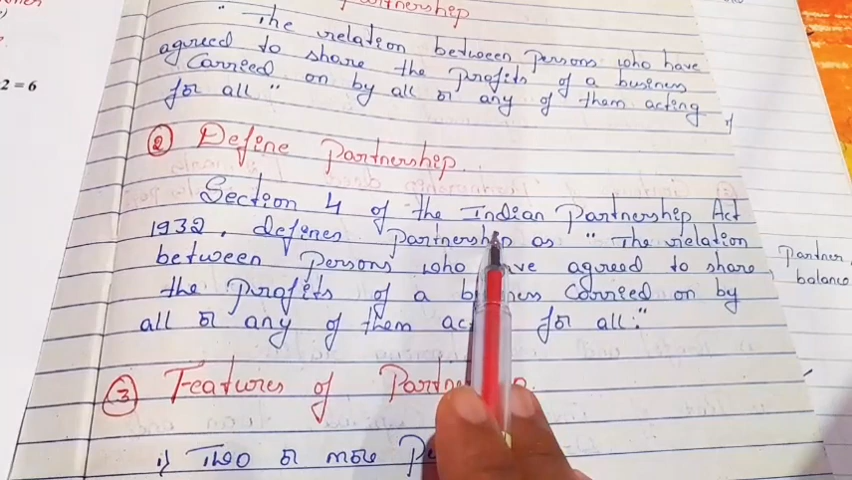 Partnership
" The relation between Persons who have
agreed to share the Profits of a business
Carried on by all or any of them acting
for all "
2 = 6
② Define Partnership
Section 4 of the Indian Partnership Act
1932, defines Partnership as " The relation
between Persons who have agreed to share
the Profits of a business Carried on by
all or any of them ac for all."
Partner
balance
③ Features of Partne
i) Two or more Pe